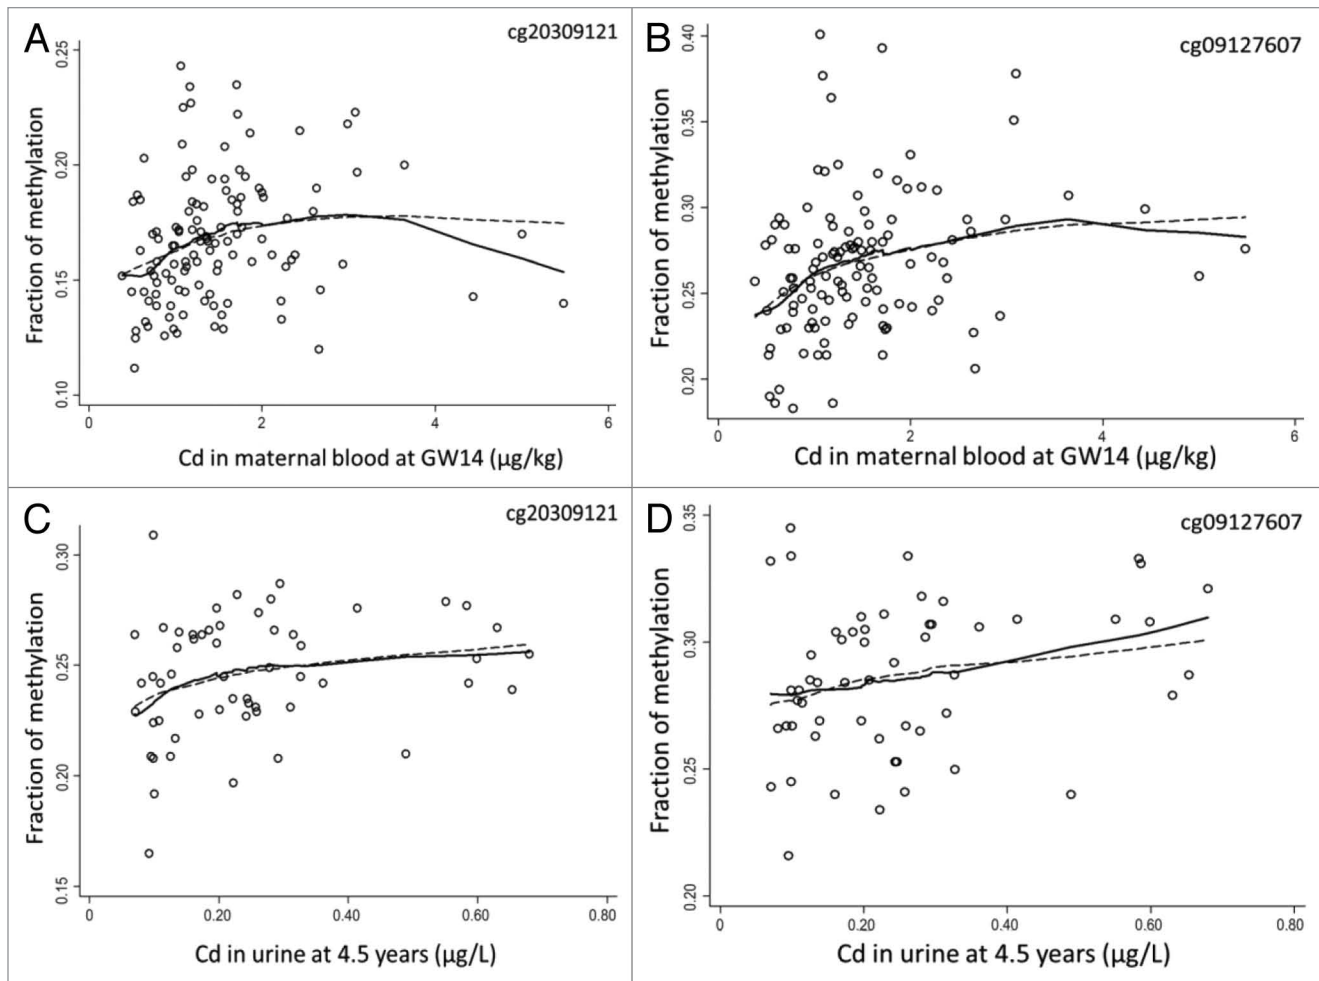 A
cg20309121
Fraction of methylation
0.25
0.20
0.15
0.10
0
2
4
6
Cd in maternal blood at GW14 (µg/kg)
B
cg09127607
Fraction of methylation
0.40
0.35
0.30
0.25
0.20
0
2
4
6
Cd in maternal blood at GW14 (µg/kg)
C
cg20309121
Fraction of methylation
0.30
0.25
0.20
0.15
0
0.20
0.40
0.60
0.80
Cd in urine at 4.5 years (µg/L)
D
cg09127607
Fraction of methylation
0.35
0.30
0.25
0.20
0
0.20
0.40
0.60
0.80
Cd in urine at 4.5 years (µg/L)